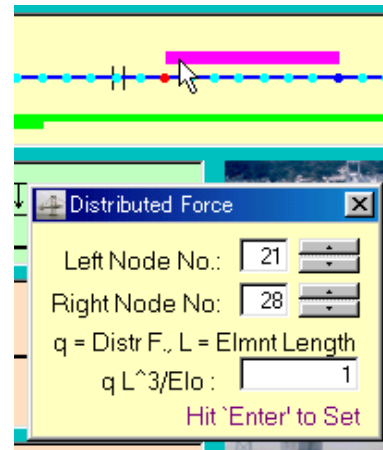 Distributed Force
Left Node No.: 21
Right Node No: 28
q = Distr F., L = Elmnt Length
q L^3/EIo : 1
Hit `Enter' to Set